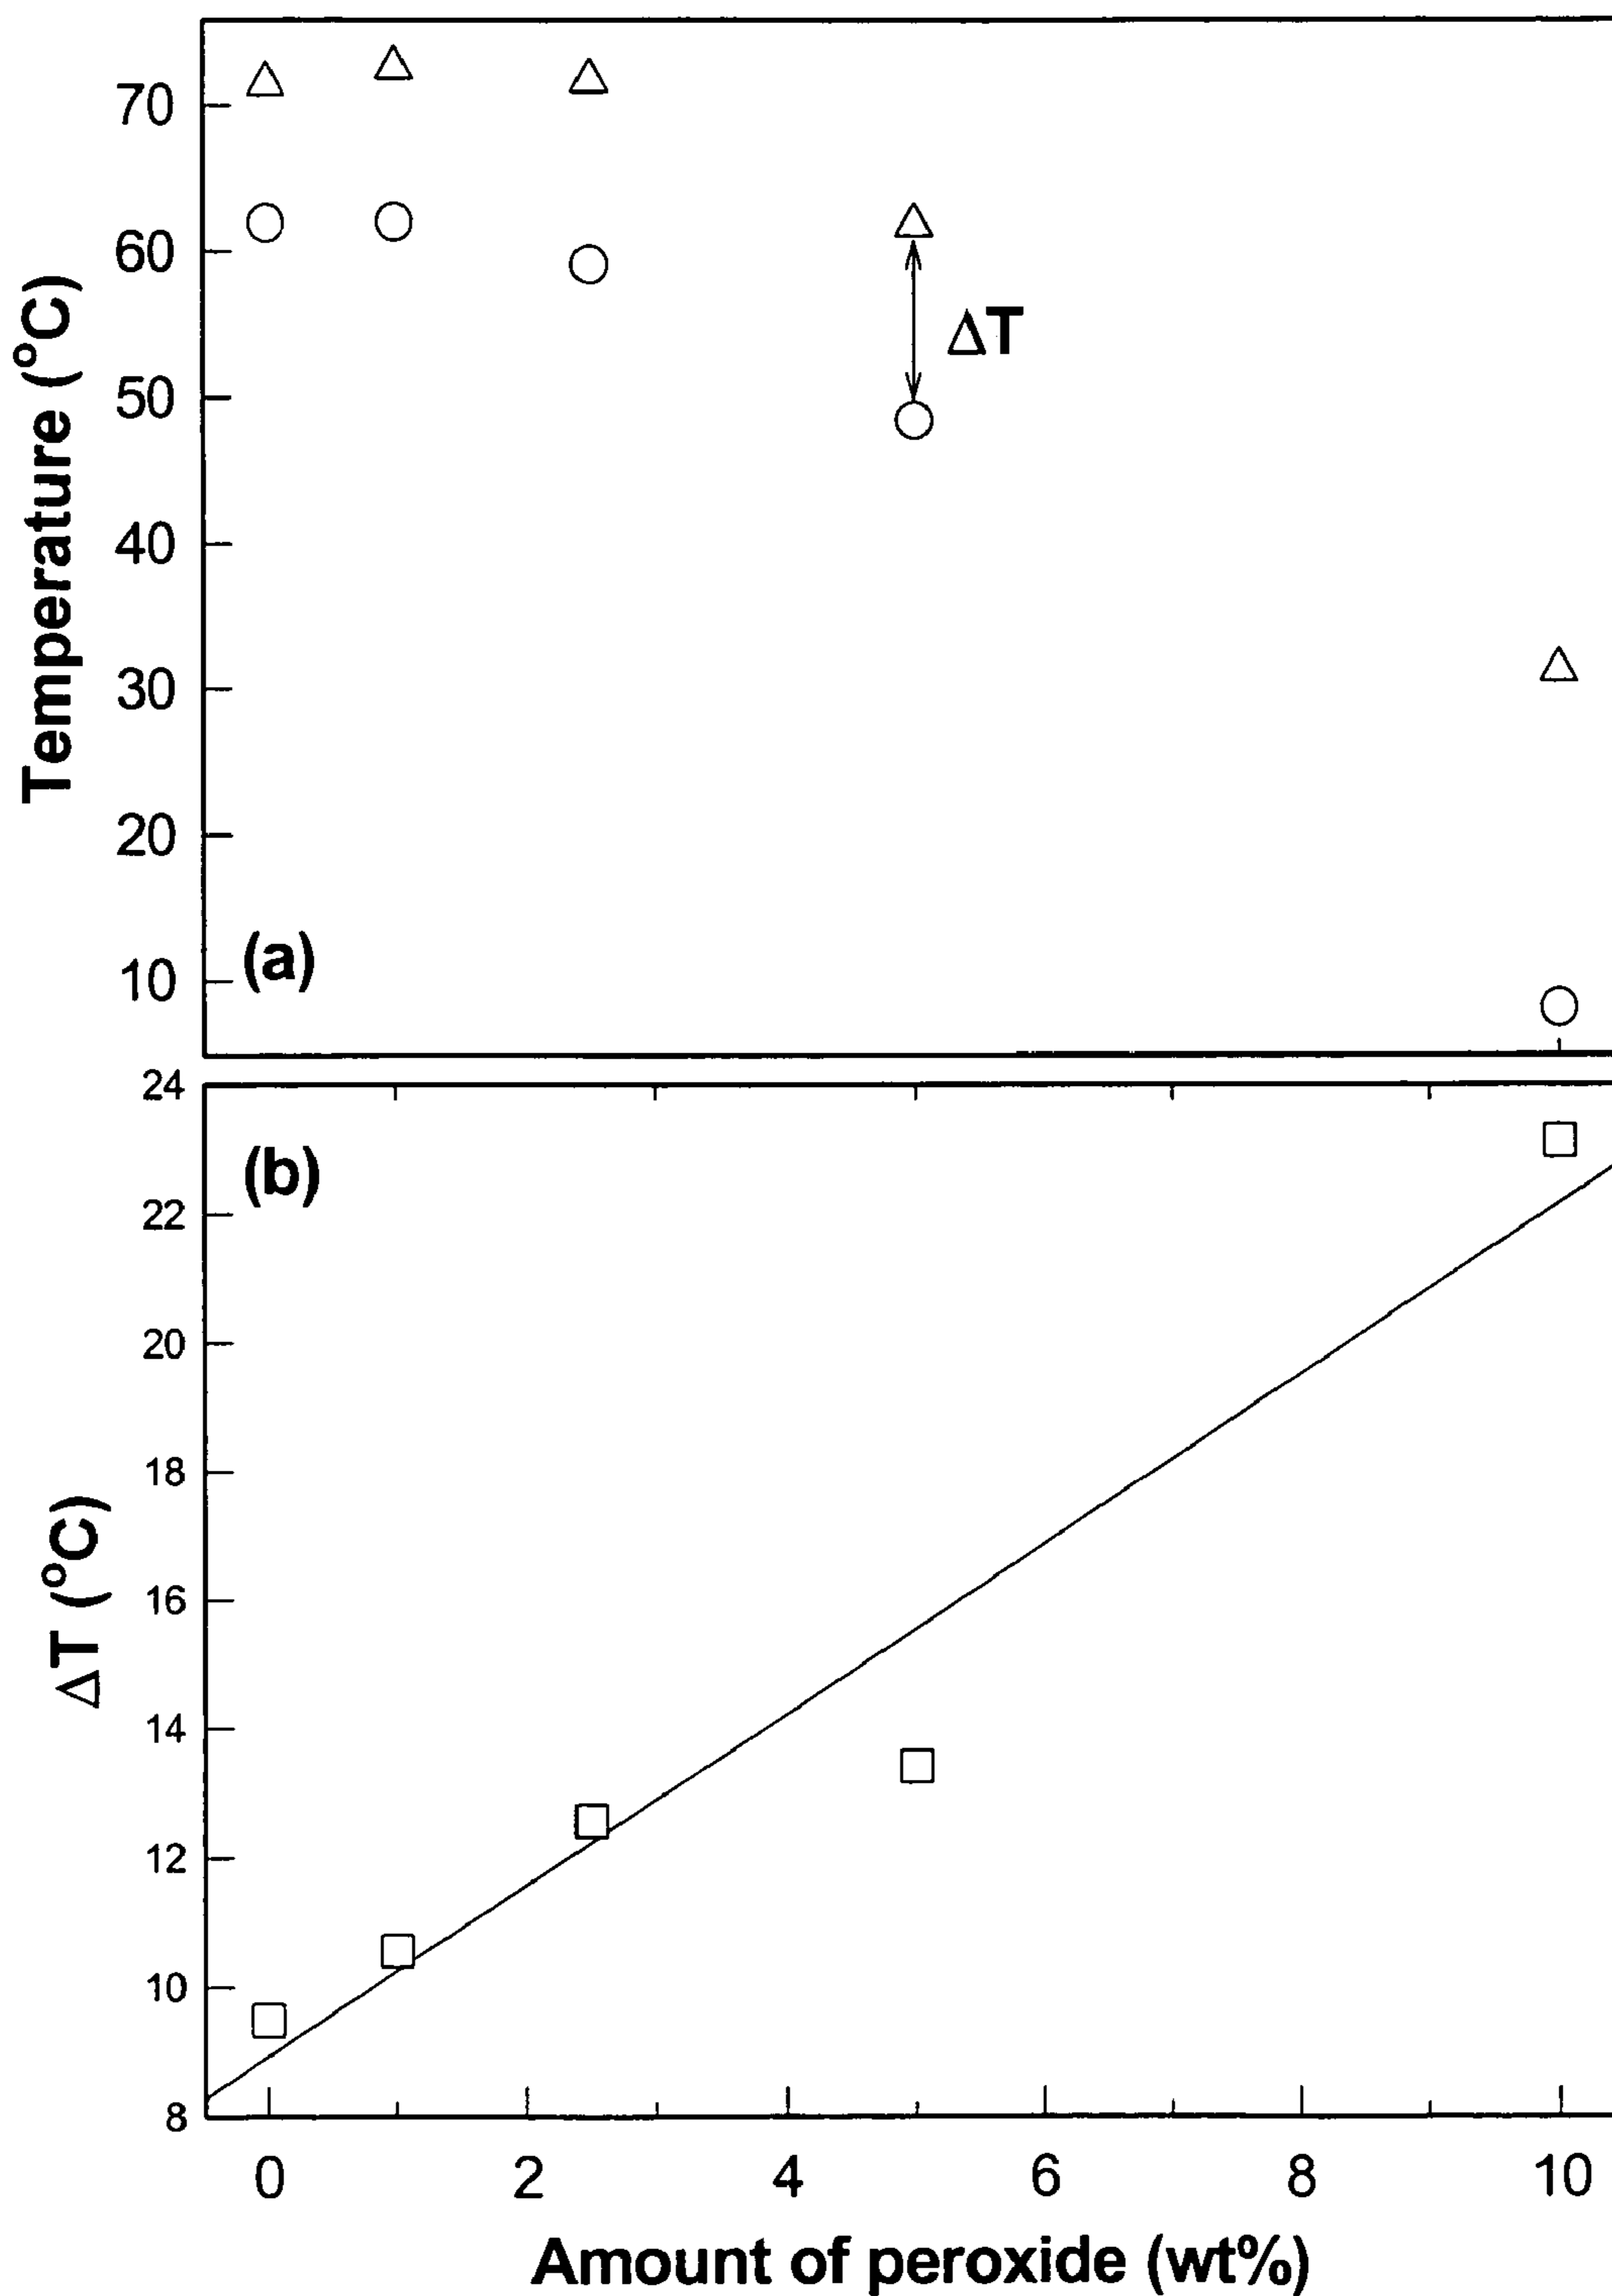 Temperature (°C)
70
60
50
40
30
20
10
ΔT
(a)
ΔT (°C)
24
22
20
18
16
14
12
10
8
(b)
0 2 4 6 8 10
Amount of peroxide (wt%)